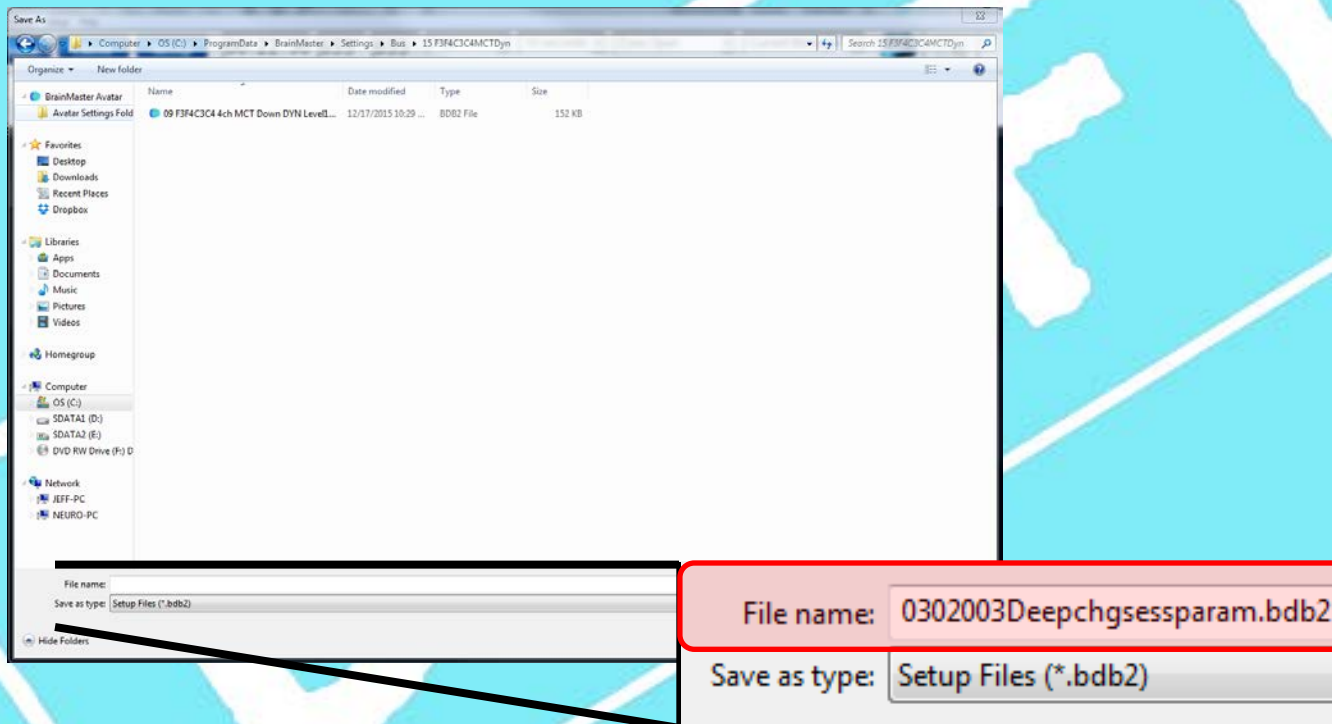 Save As
Computer ▸ OS (C:) ▸ ProgramData ▸ BrainMaster ▸ Settings ▸ Bus ▸ 15 F3F4C3C4MCTDyn
Search 15 F3F4C3C4MCTDyn
Organize
New folder
Name
Date modified
Type
Size
09 F3F4C3C4 4ch MCT Down DYN Level1...
12/17/2015 10:29 ...
BDB2 File
152 KB
BrainMaster Avatar
Avatar Settings Fold
Favorites
Desktop
Downloads
Recent Places
Dropbox
Libraries
Apps
Documents
Music
Pictures
Videos
Homegroup
Computer
OS (C:)
SDATA1 (D:)
SDATA2 (E:)
DVD RW Drive (F:) D
Network
JEFF-PC
NEURO-PC
File name:
Save as type: Setup Files (*.bdb2)
Hide Folders
File name: 0302003Deepchgsessparam.bdb2
Save as type: Setup Files (*.bdb2)